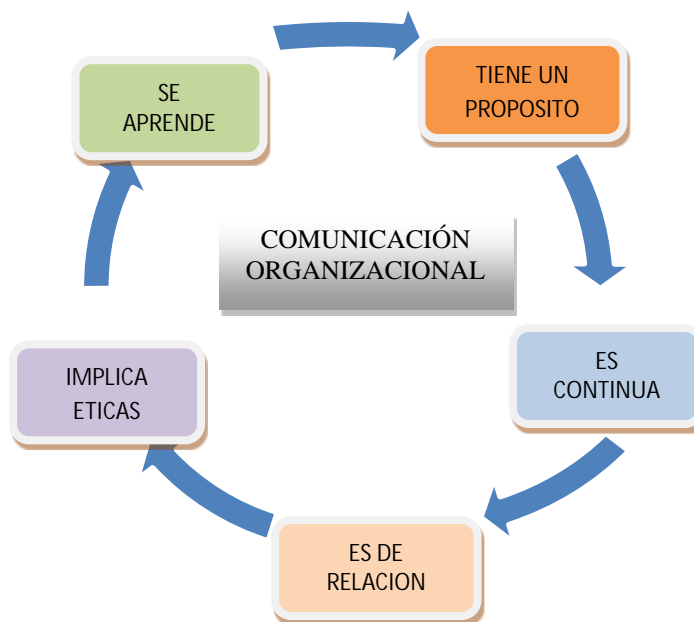 SE
APRENDE
TIENE UN
PROPOSITO
COMUNICACIÓN
ORGANIZACIONAL
ES
CONTINUA
IMPLICA
ETICAS
ES DE
RELACION